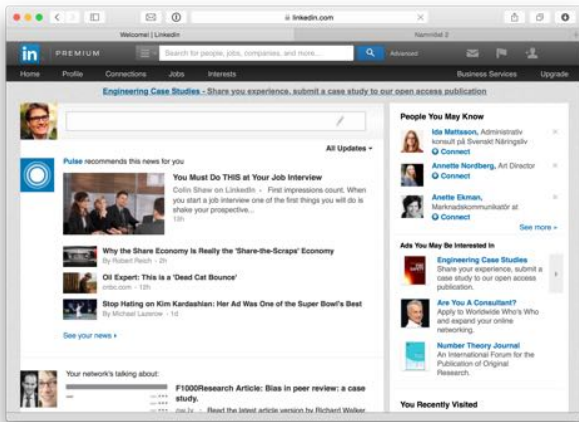 linkedin.com
Welcome! | LinkedIn
Namnlöst 2
in PREMIUM
Search for people, jobs, companies, and more...
Advanced
Home Profile Connections Jobs Interests Business Services Upgrade
Engineering Case Studies - Share you experience, submit a case study to our open access publication
All Updates
Pulse recommends this news for you
You Must Do THIS at Your Job Interview
Colin Shaw on LinkedIn - First impressions count. When
you start a job interview one of the first things you will do is
shake your prospective...
Why the Share Economy Is Really the 'Share-the-Scraps' Economy
By Robert Reich - 2h
Oil Expert: This is a 'Dead Cat Bounce'
cnbc.com - 12h
Stop Hating on Kim Kardashian: Her Ad Was One of the Super Bowl's Best
By Michael Lazerow - 1d
See your news
Your network's talking about:
F1000Research Article: Bias in peer review: a case
study.
Read the latest article version by Richard Walker
People You May Know
Ida Mattsson, Administrativ
konsult på Svenskt Näringsliv
Connect
Annette Nordberg, Art Director
Connect
Anette Ekman,
Marknadskommunikatör at
Connect
See more »
Ads You May Be Interested In
Engineering Case Studies
Share your experience, submit a
case study to our open access
publication.
Are You A Consultant?
Apply to Worldwide Who's Who
and expand your online
networking.
Number Theory Journal
An International Forum for the
Publication of Original
Research.
You Recently Visited